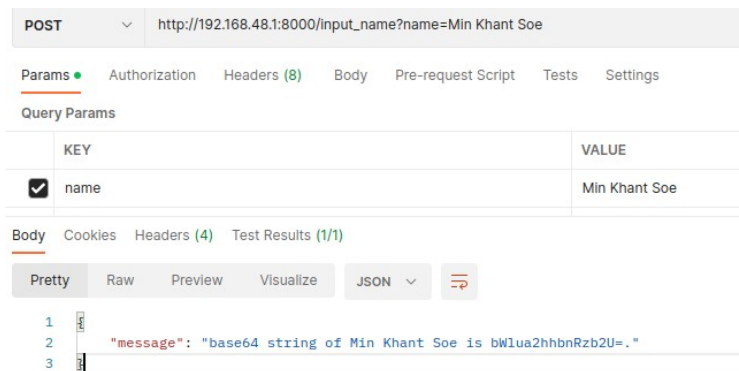 POST http://192.168.48.1:8000/input_name?name=Min Khant Soe
Params Authorization Headers (8) Body Pre-request Script Tests Settings
Query Params
KEY VALUE
name Min Khant Soe
Body Cookies Headers (4) Test Results (1/1)
Pretty Raw Preview Visualize JSON
1 {
2 "message": "base64 string of Min Khant Soe is bWlua2hhbnRzb2U=."
3 }